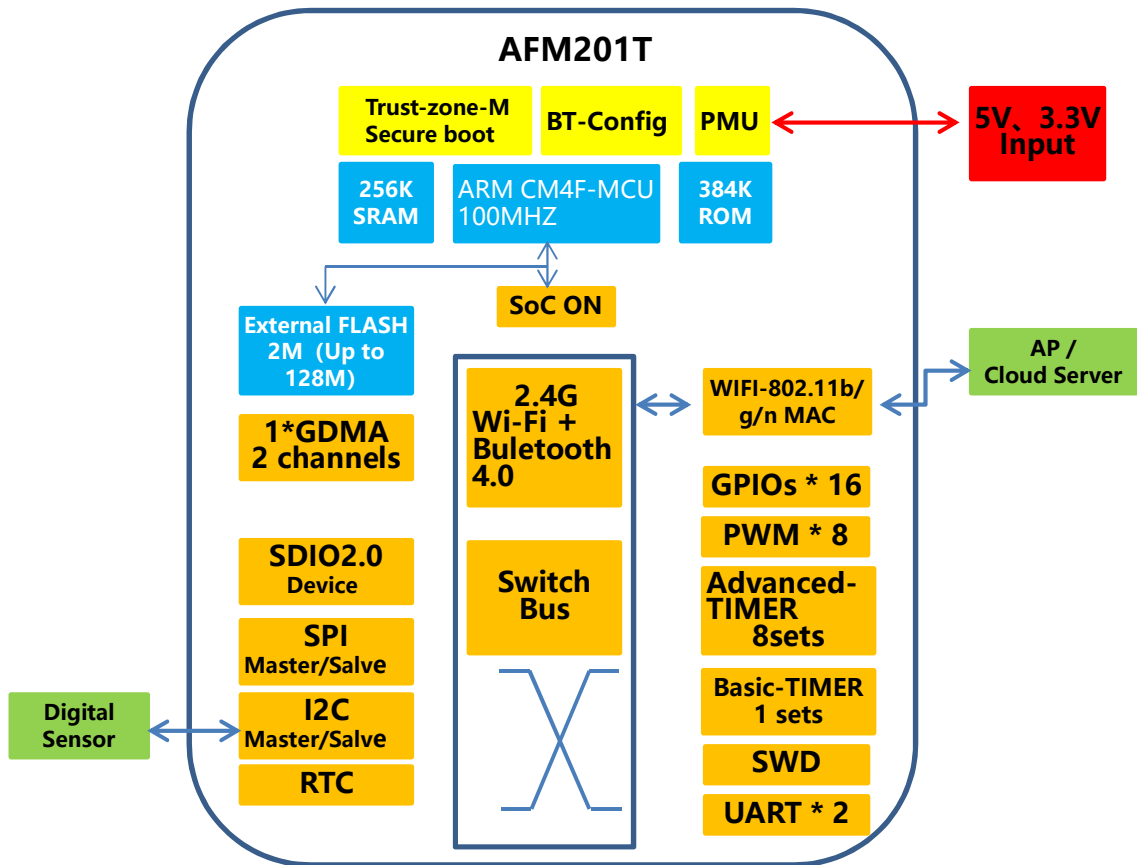 AFM201T
Trust-zone-M
Secure boot
BT-Config
PMU
5V、3.3V
Input
256K
SRAM
ARM CM4F-MCU
100MHZ
384K
ROM
SoC ON
External FLASH
2M (Up to
128M)
AP /
Cloud Server
2.4G
Wi-Fi +
Buletooth
4.0
WIFI-802.11b/
g/n MAC
1*GDMA
2 channels
GPIOs * 16
PWM * 8
SDIO2.0
Device
Switch
Bus
Advanced-
TIMER
8sets
SPI
Master/Salve
Basic-TIMER
1 sets
Digital
Sensor
I2C
Master/Salve
SWD
RTC
UART * 2